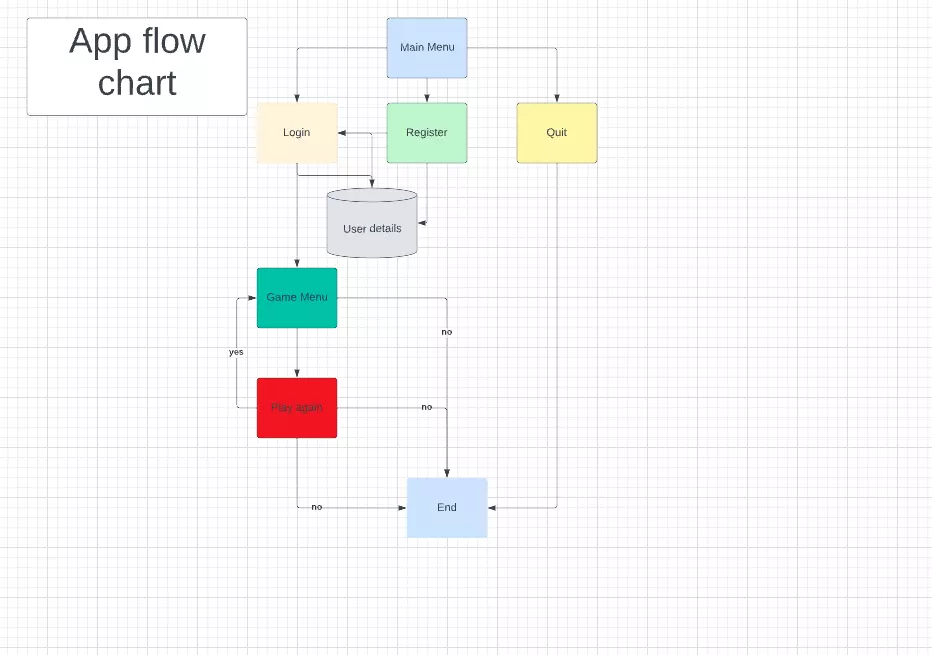 App flow
chart
Main Menu
Login
Register
Quit
User details
Game Menu
no
yes
Play again
no
no
End